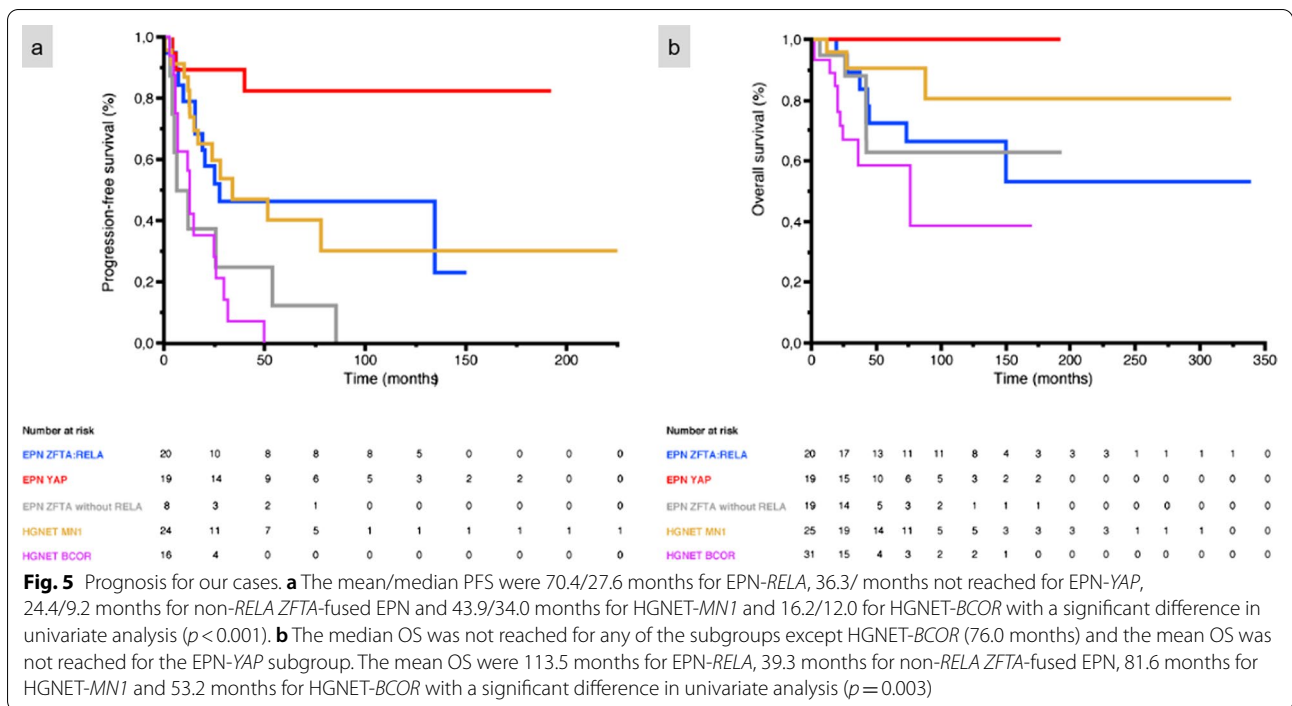 a
b
1,0
0,8
0,6
0,4
0,2
0,0
Progression-free survival (%)
0 50 100 150 200
Time (months)
1,0
0,8
0,6
0,4
0,2
0,0
Overall survival (%)
0 50 100 150 200 250 300 350
Time (months)
Number at risk
EPN ZFTA:RELA 20 10 8 8 8 5 0 0 0 0
EPN YAP 19 14 9 6 5 3 2 2 0 0
EPN ZFTA without RELA 8 3 2 1 0 0 0 0 0 0
HGNET MN1 24 11 7 5 1 1 1 1 1 1
HGNET BCOR 16 4 0 0 0 0 0 0 0 0
Number at risk
EPN ZFTA:RELA 20 17 13 11 11 8 4 3 3 3 1 1 1 1 0
EPN YAP 19 15 10 6 5 3 2 2 0 0 0 0 0 0 0
EPN ZFTA without RELA 19 14 5 3 2 1 1 1 0 0 0 0 0 0 0
HGNET MN1 25 19 14 11 5 5 3 3 3 3 1 1 1 0 0
HGNET BCOR 31 15 4 3 2 2 1 0 0 0 0 0 0 0 0
Fig. 5 Prognosis for our cases. a The mean/median PFS were 70.4/27.6 months for EPN-RELA, 36.3/ months not reached for EPN-YAP,
24.4/9.2 months for non-RELA ZFTA-fused EPN and 43.9/34.0 months for HGNET-MN1 and 16.2/12.0 for HGNET-BCOR with a significant difference in
univariate analysis (p < 0.001). b The median OS was not reached for any of the subgroups except HGNET-BCOR (76.0 months) and the mean OS was
not reached for the EPN-YAP subgroup. The mean OS were 113.5 months for EPN-RELA, 39.3 months for non-RELA ZFTA-fused EPN, 81.6 months for
HGNET-MN1 and 53.2 months for HGNET-BCOR with a significant difference in univariate analysis (p = 0.003)